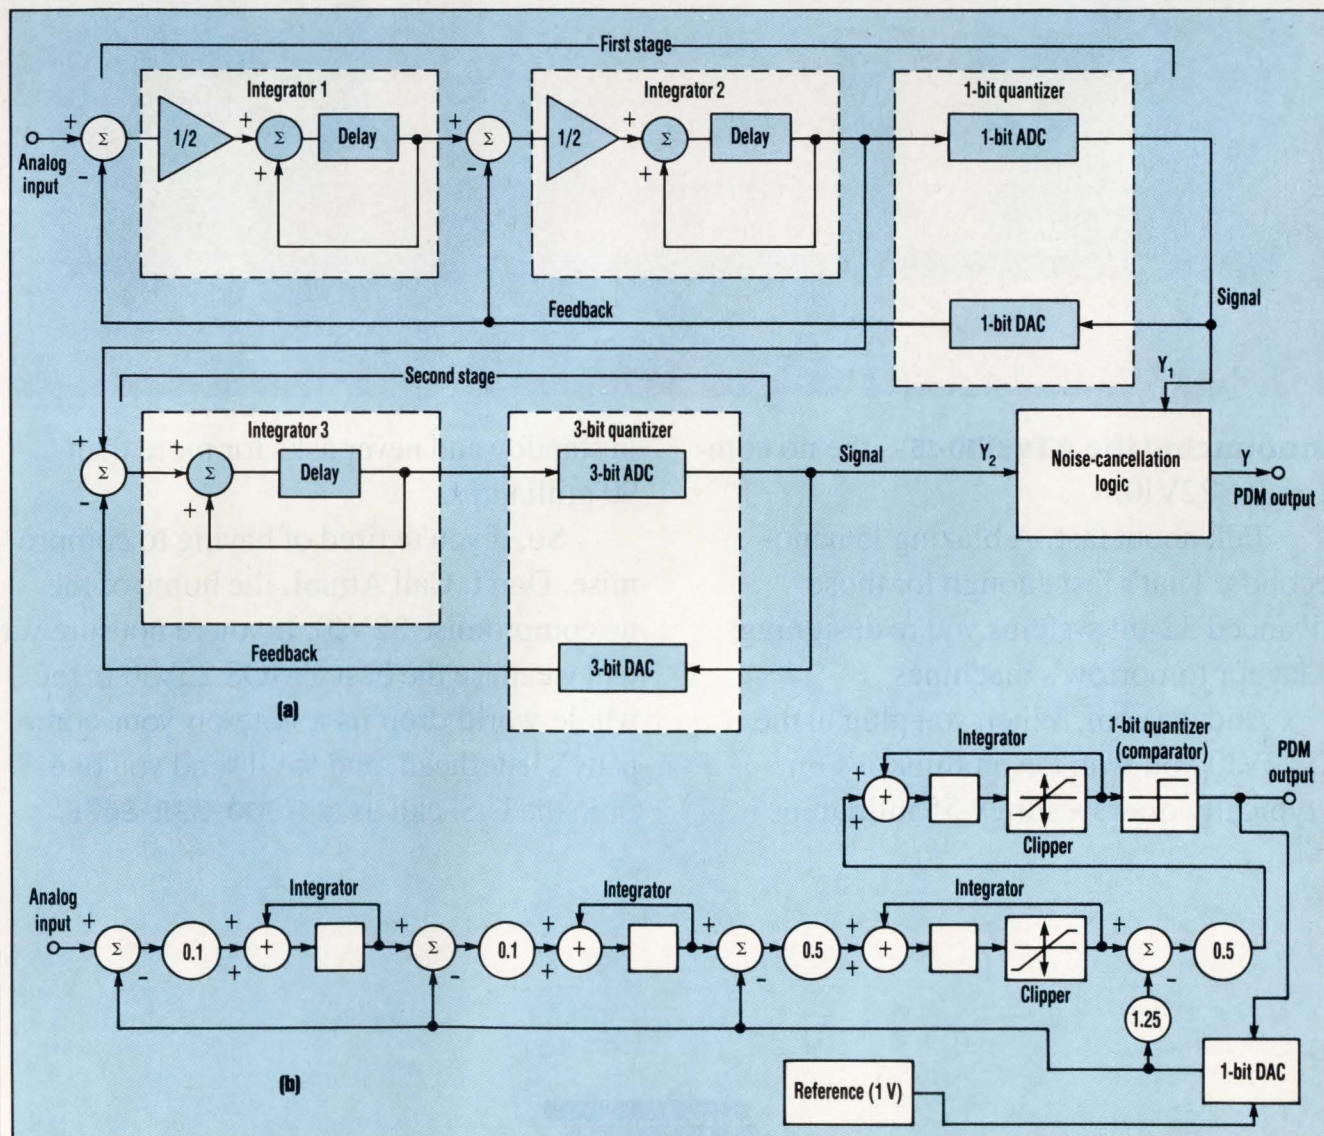 First stage
Integrator 1
Integrator 2
1-bit quantizer
+
Σ
1/2
+
Σ
Delay
+
Σ
1/2
+
Σ
Delay
1-bit ADC
Analog
input
−
+
−
+
Feedback
1-bit DAC
Signal
Second stage
Y1
Integrator 3
3-bit quantizer
+
Σ
+
Σ
Delay
3-bit ADC
Signal
Y2
Noise-cancellation
logic
Y
PDM output
−
+
Feedback
3-bit DAC
(a)
Integrator
1-bit quantizer
(comparator)
PDM
output
+
+
+
Clipper
Analog
input
Integrator
Integrator
Integrator
+
Σ
0.1
+
+
+
Σ
0.1
+
+
+
Σ
0.5
+
+
+
Σ
0.5
−
+
−
+
−
+
Clipper
−
1.25
1-bit DAC
(b)
Reference (1 V)